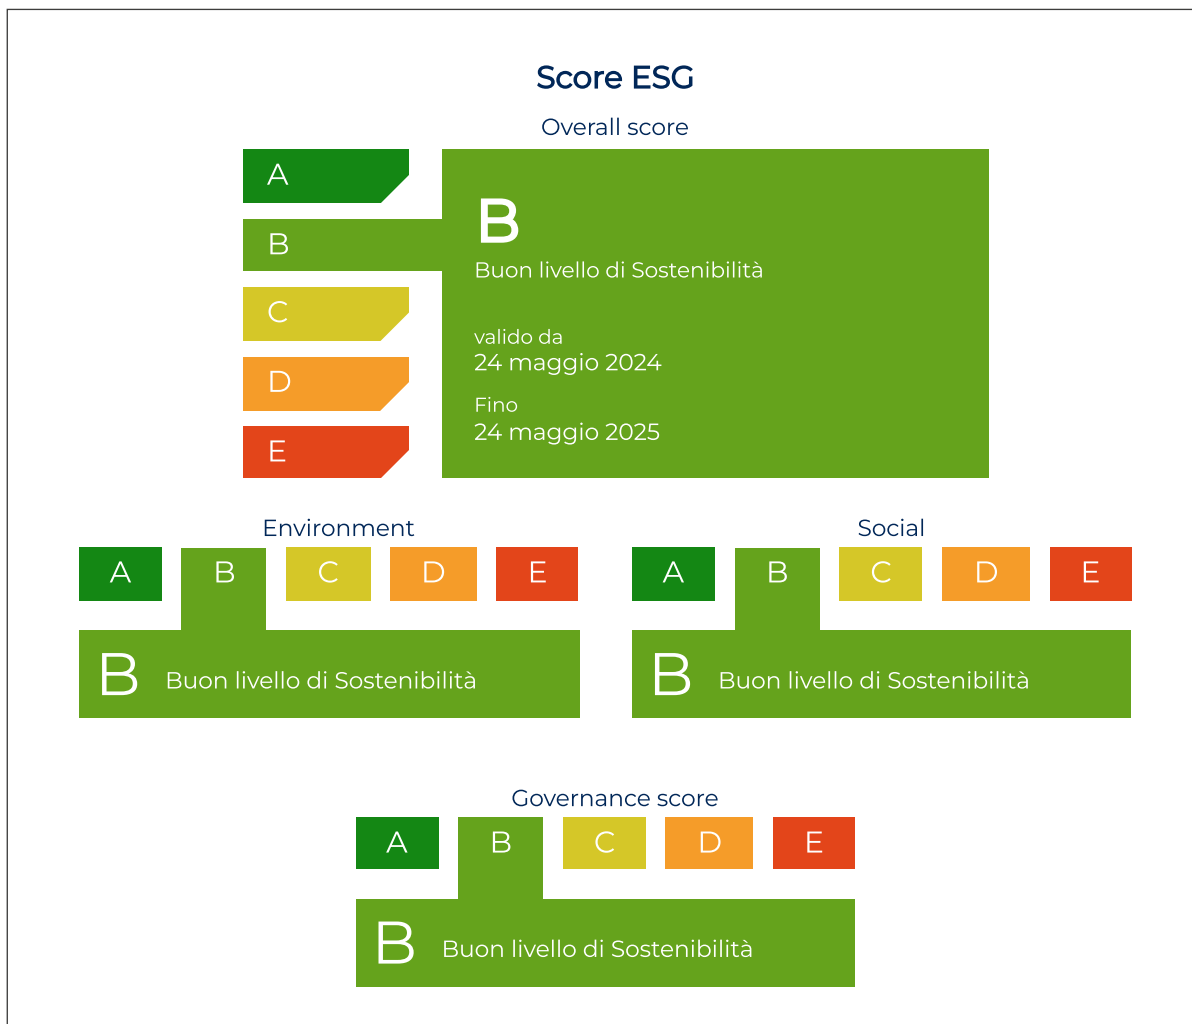 Score ESG
Overall score
A
B
C
D
E
B
Buon livello di Sostenibilità
valido da
24 maggio 2024
Fino
24 maggio 2025
Environment
A B C D E
B Buon livello di Sostenibilità
Social
A B C D E
B Buon livello di Sostenibilità
Governance score
A B C D E
B Buon livello di Sostenibilità